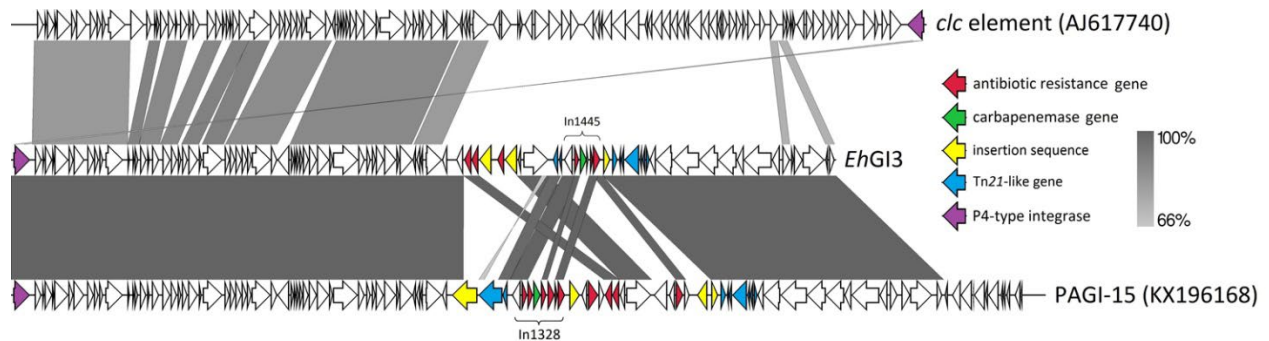 clc element (AJ617740)
antibiotic resistance gene
carbapenemase gene
insertion sequence
Tn21-like gene
P4-type integrase
100%
66%
In1445
EhGI3
PAGI-15 (KX196168)
In1328